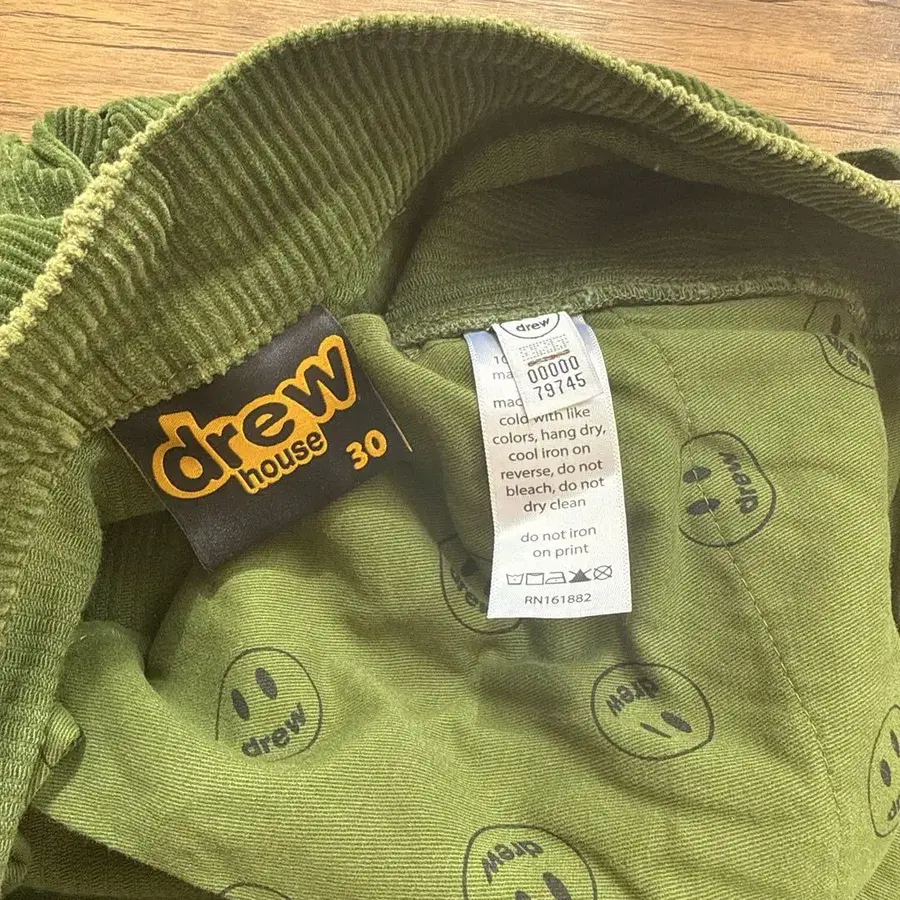 drew
house
30
drew
00000
79745
cold with like
colors, hang dry,
cool iron on
reverse, do not
bleach, do not
dry clean
do not iron
on print
RN161882
drew
drew
drew
drew
drew
drew